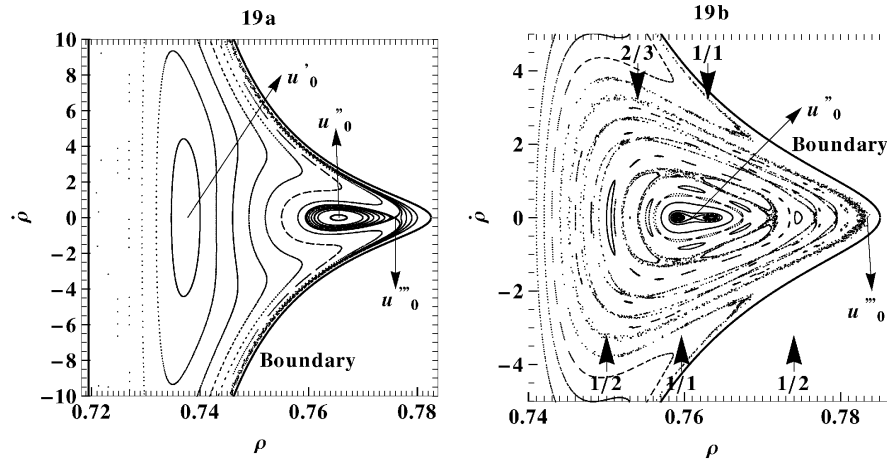 19a
10
8
6
4
2
0
−2
−4
−6
−8
−10
ρ̇
u'0
u''0
u'''0
Boundary
0.72 0.74 0.76 0.78
ρ
19b
4
2
0
−2
−4
ρ̇
2/3 1/1
u''0
Boundary
u'''0
1/2 1/1 1/2
0.74 0.76 0.78
ρ